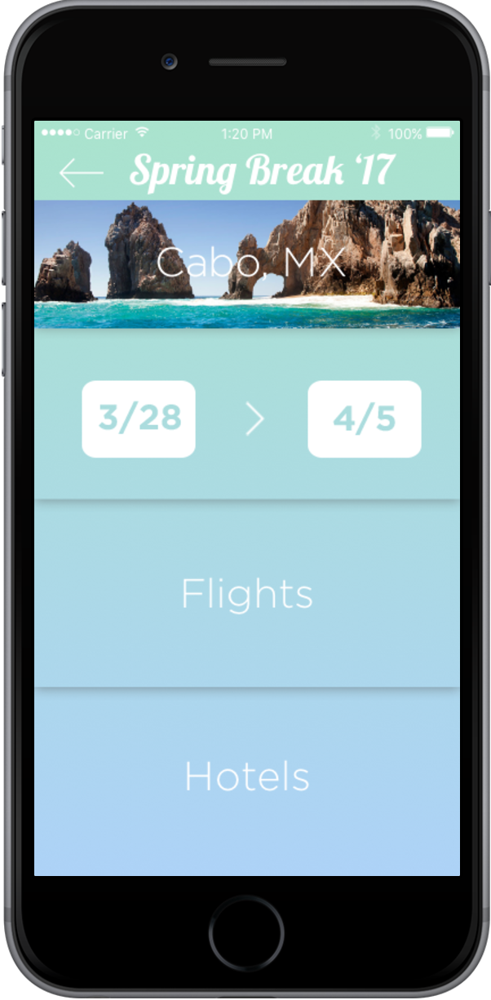 Carrier 1:20 PM 100%
Spring Break ‘17
Cabo, MX
3/28 > 4/5
Flights
Hotels